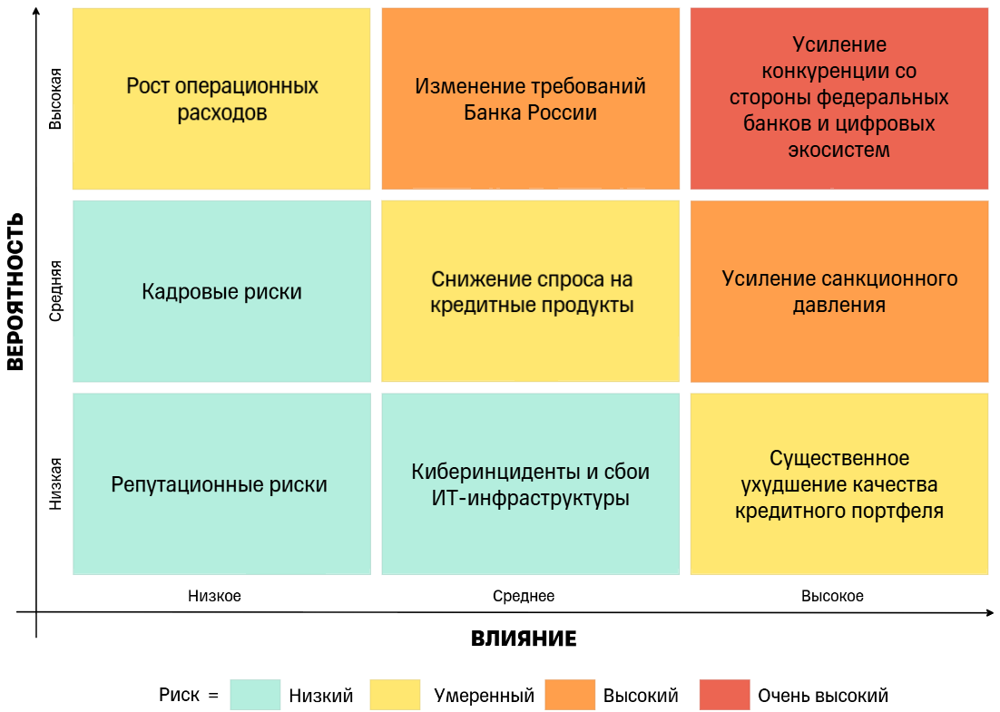 ВЕРОЯТНОСТЬ
Высокая
Рост операционных
расходов
Изменение требований
Банка России
Усиление
конкуренции со
стороны федеральных
банков и цифровых
экосистем
Средняя
Кадровые риски
Снижение спроса на
кредитные продукты
Усиление санкционного
давления
Низкая
Репутационные риски
Киберинциденты и сбои
ИТ-инфраструктуры
Существенное
ухудшение качества
кредитного портфеля
Низкое
Среднее
Высокое
ВЛИЯНИЕ
Риск = Низкий Умеренный Высокий Очень высокий